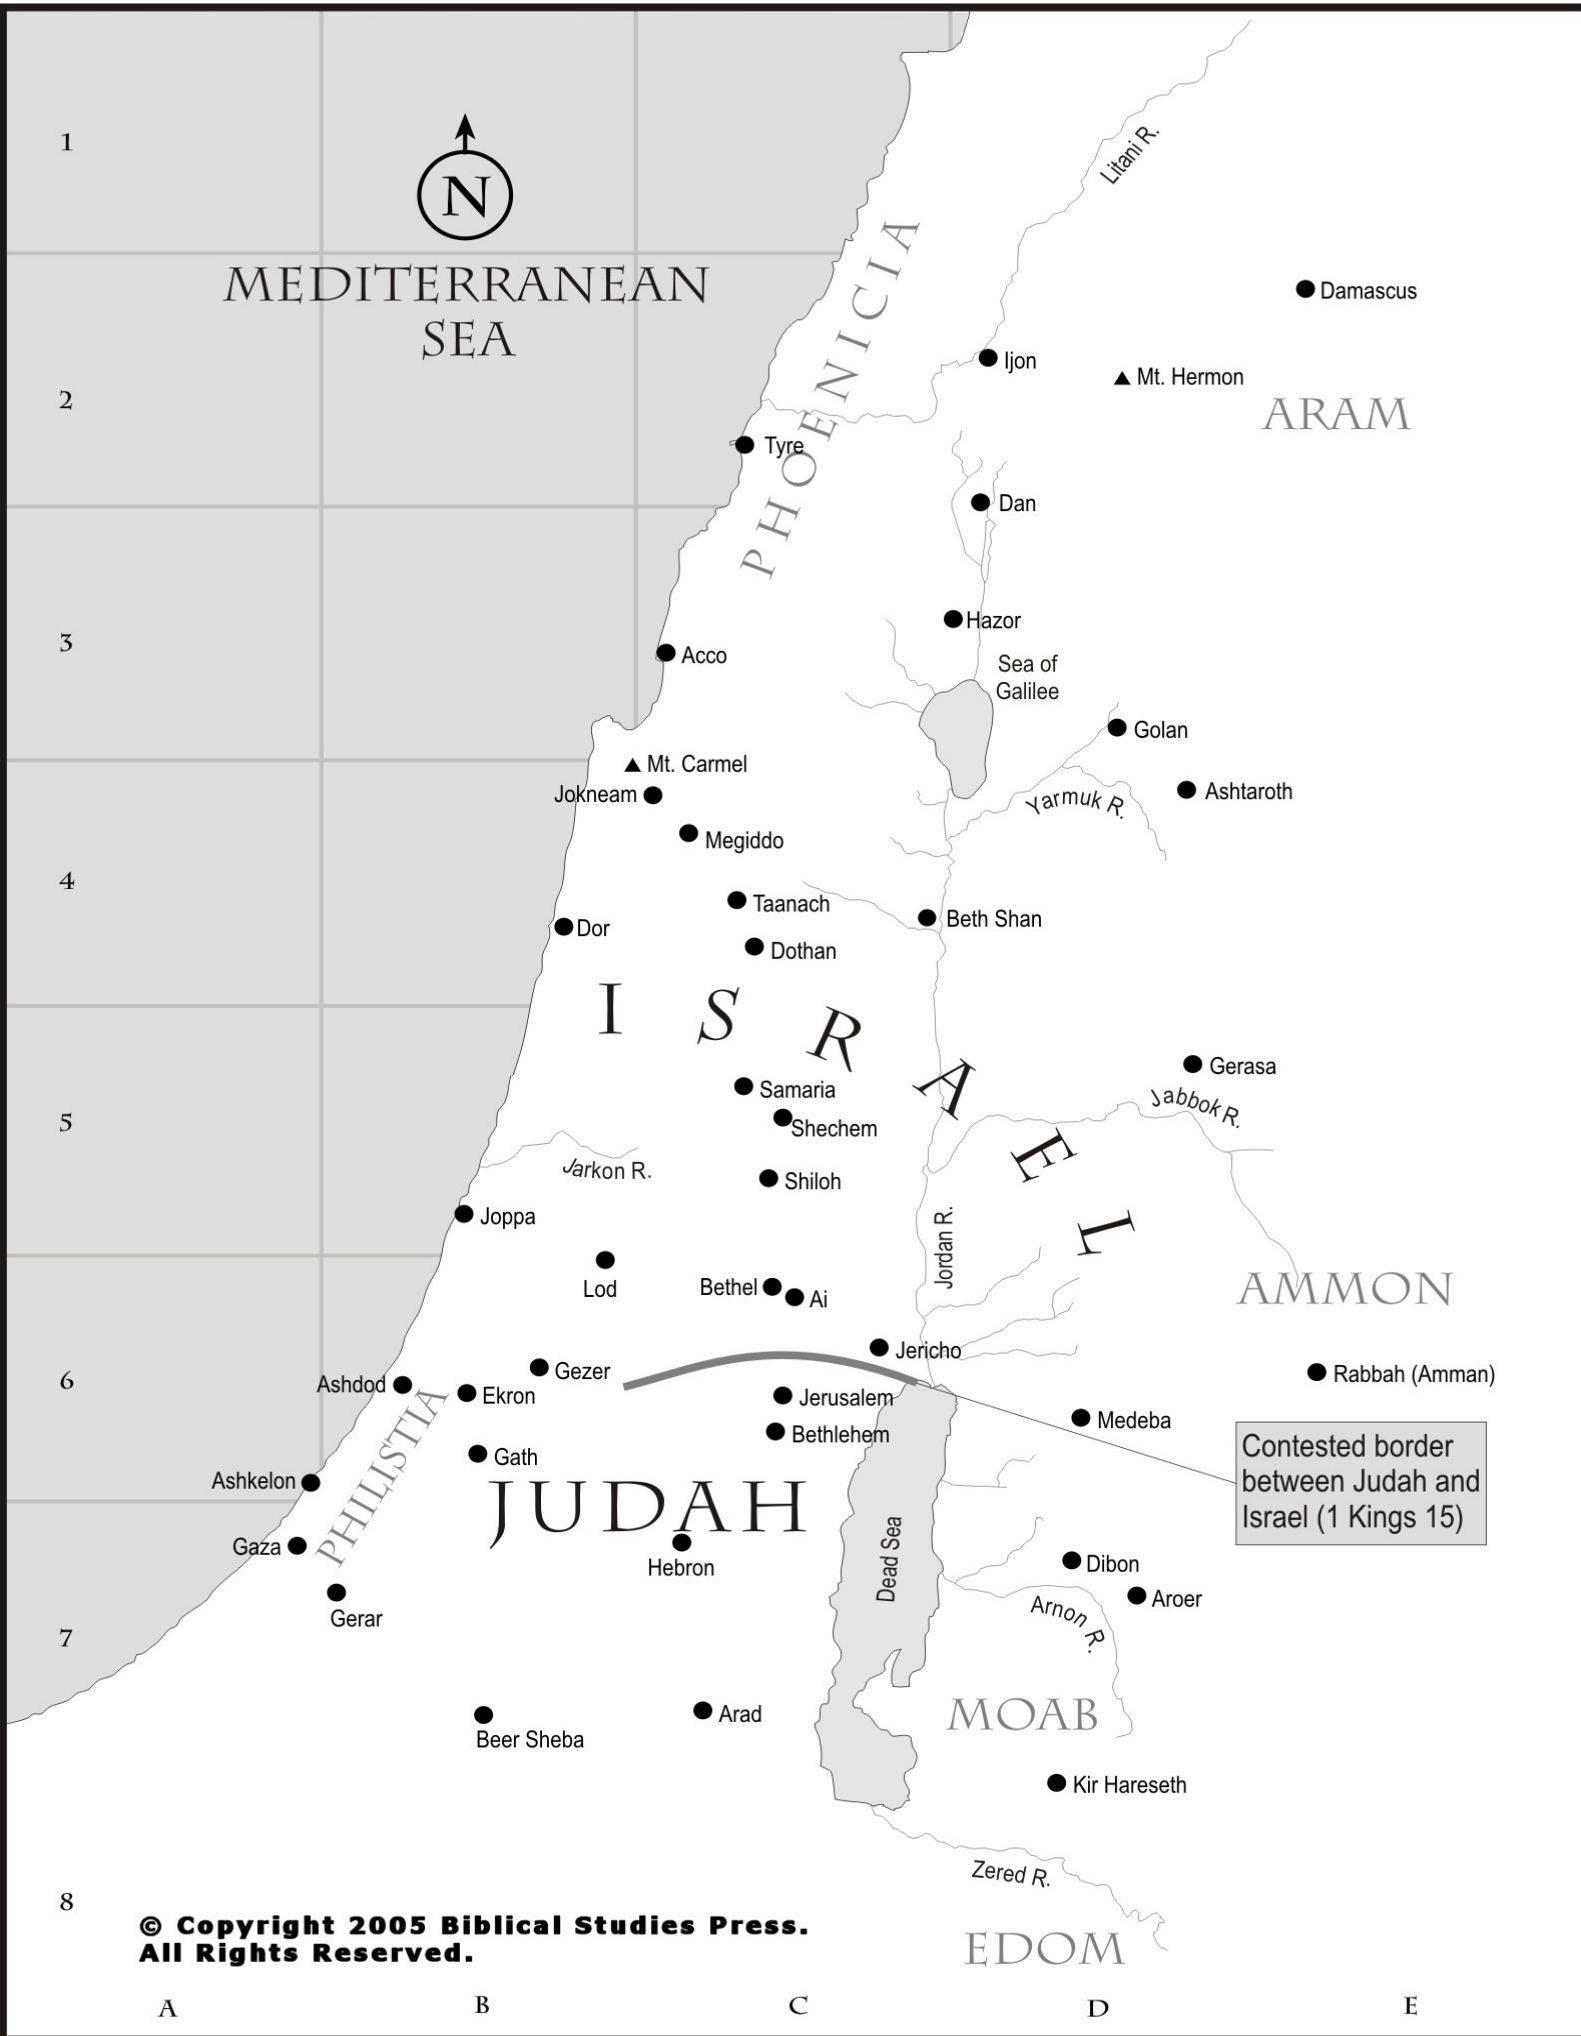 1
N
MEDITERRANEAN
SEA
PHOENICIA
Litani R.
Damascus
Ijon
Mt. Hermon
2
ARAM
Tyre
Dan
Hazor
3
Acco
Sea of
Galilee
Golan
Mt. Carmel
Jokneam
Ashtaroth
Yarmuk R.
Megiddo
4
Taanach
Beth Shan
Dor
Dothan
ISRAEL
Gerasa
Samaria
Jabbok R.
5
Shechem
Jarkon R.
Shiloh
Joppa
Jordan R.
Lod
Bethel
Ai
AMMON
Jericho
6
Gezer
Ashdod
Ekron
Rabbah (Amman)
Jerusalem
Medeba
Bethlehem
Gath
Contested border
between Judah and
Israel (1 Kings 15)
Ashkelon
PHILISTIA
JUDAH
Gaza
Hebron
Dead Sea
Dibon
Aroer
Gerar
Arnon R.
7
Arad
MOAB
Beer Sheba
Kir Hareseth
Zered R.
8
© Copyright 2005 Biblical Studies Press.
All Rights Reserved.
EDOM
A B C D E